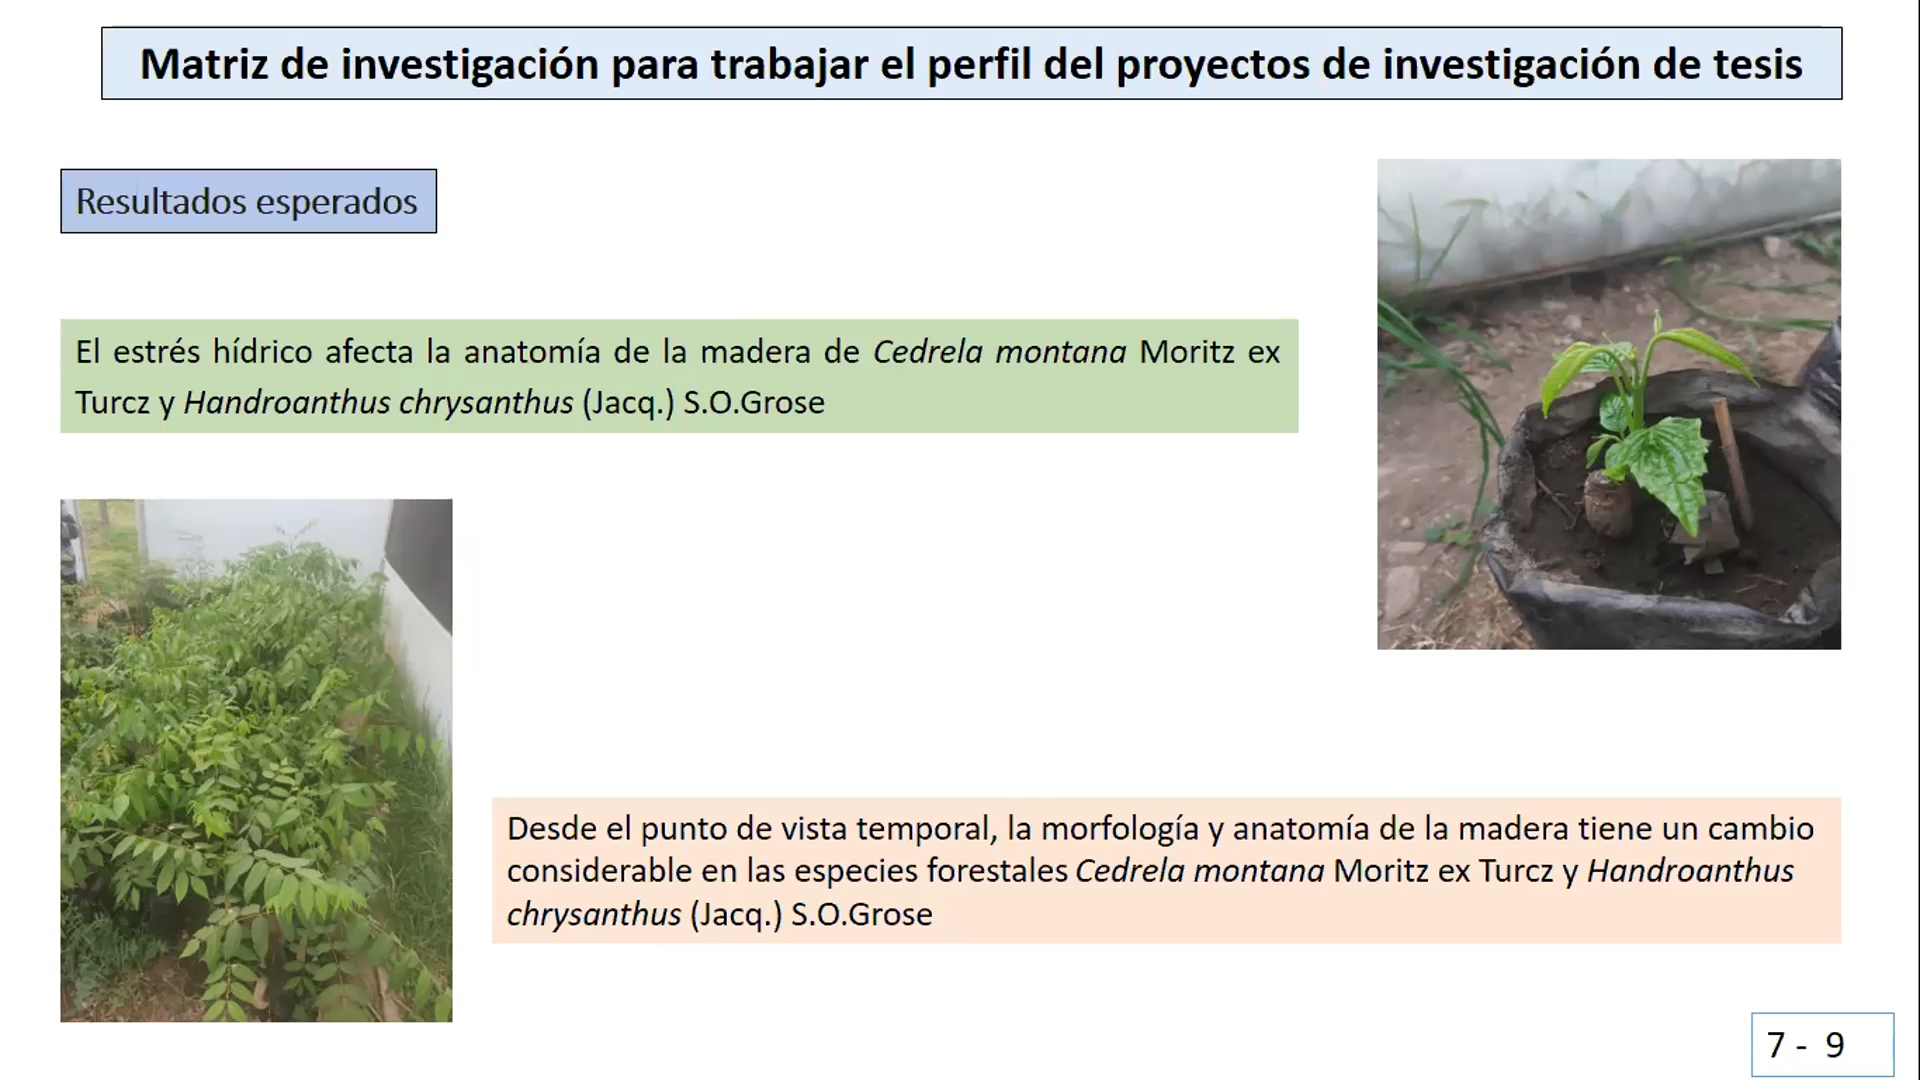 Matriz de investigación para trabajar el perfil del proyectos de investigación de tesis
Resultados esperados
El estrés hídrico afecta la anatomía de la madera de Cedrela montana Moritz ex
Turcz y Handroanthus chrysanthus (Jacq.) S.O.Grose
Desde el punto de vista temporal, la morfología y anatomía de la madera tiene un cambio
considerable en las especies forestales Cedrela montana Moritz ex Turcz y Handroanthus
chrysanthus (Jacq.) S.O.Grose
7 - 9